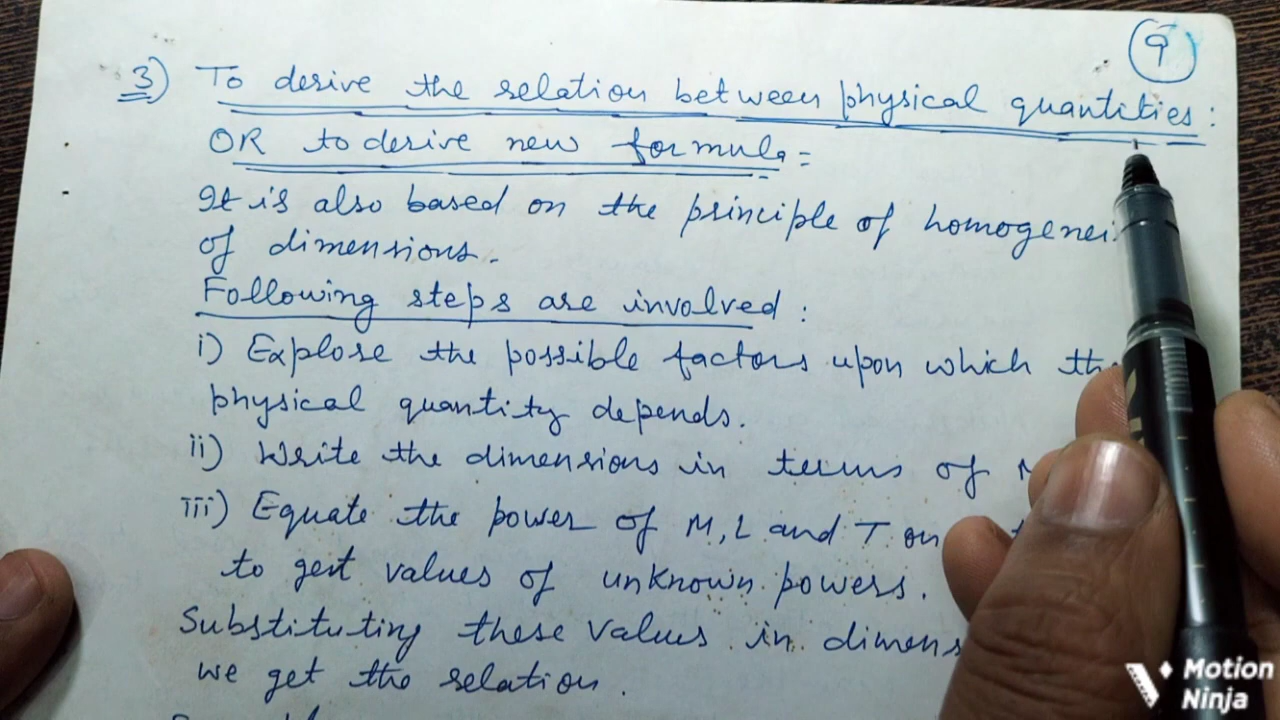 9
3) To derive the relation between physical quantities :
OR to derive new formula =
It is also based on the principle of
of dimensions.
Following steps are involved :
i) Explore the possible factors upon which
physical quantity depends.
ii) Write the dimensions in terms of
iii) Equate the power of M, L and T on
to get values of unknown powers.
Substituting these values in
we get the relation.
Motion
Ninja